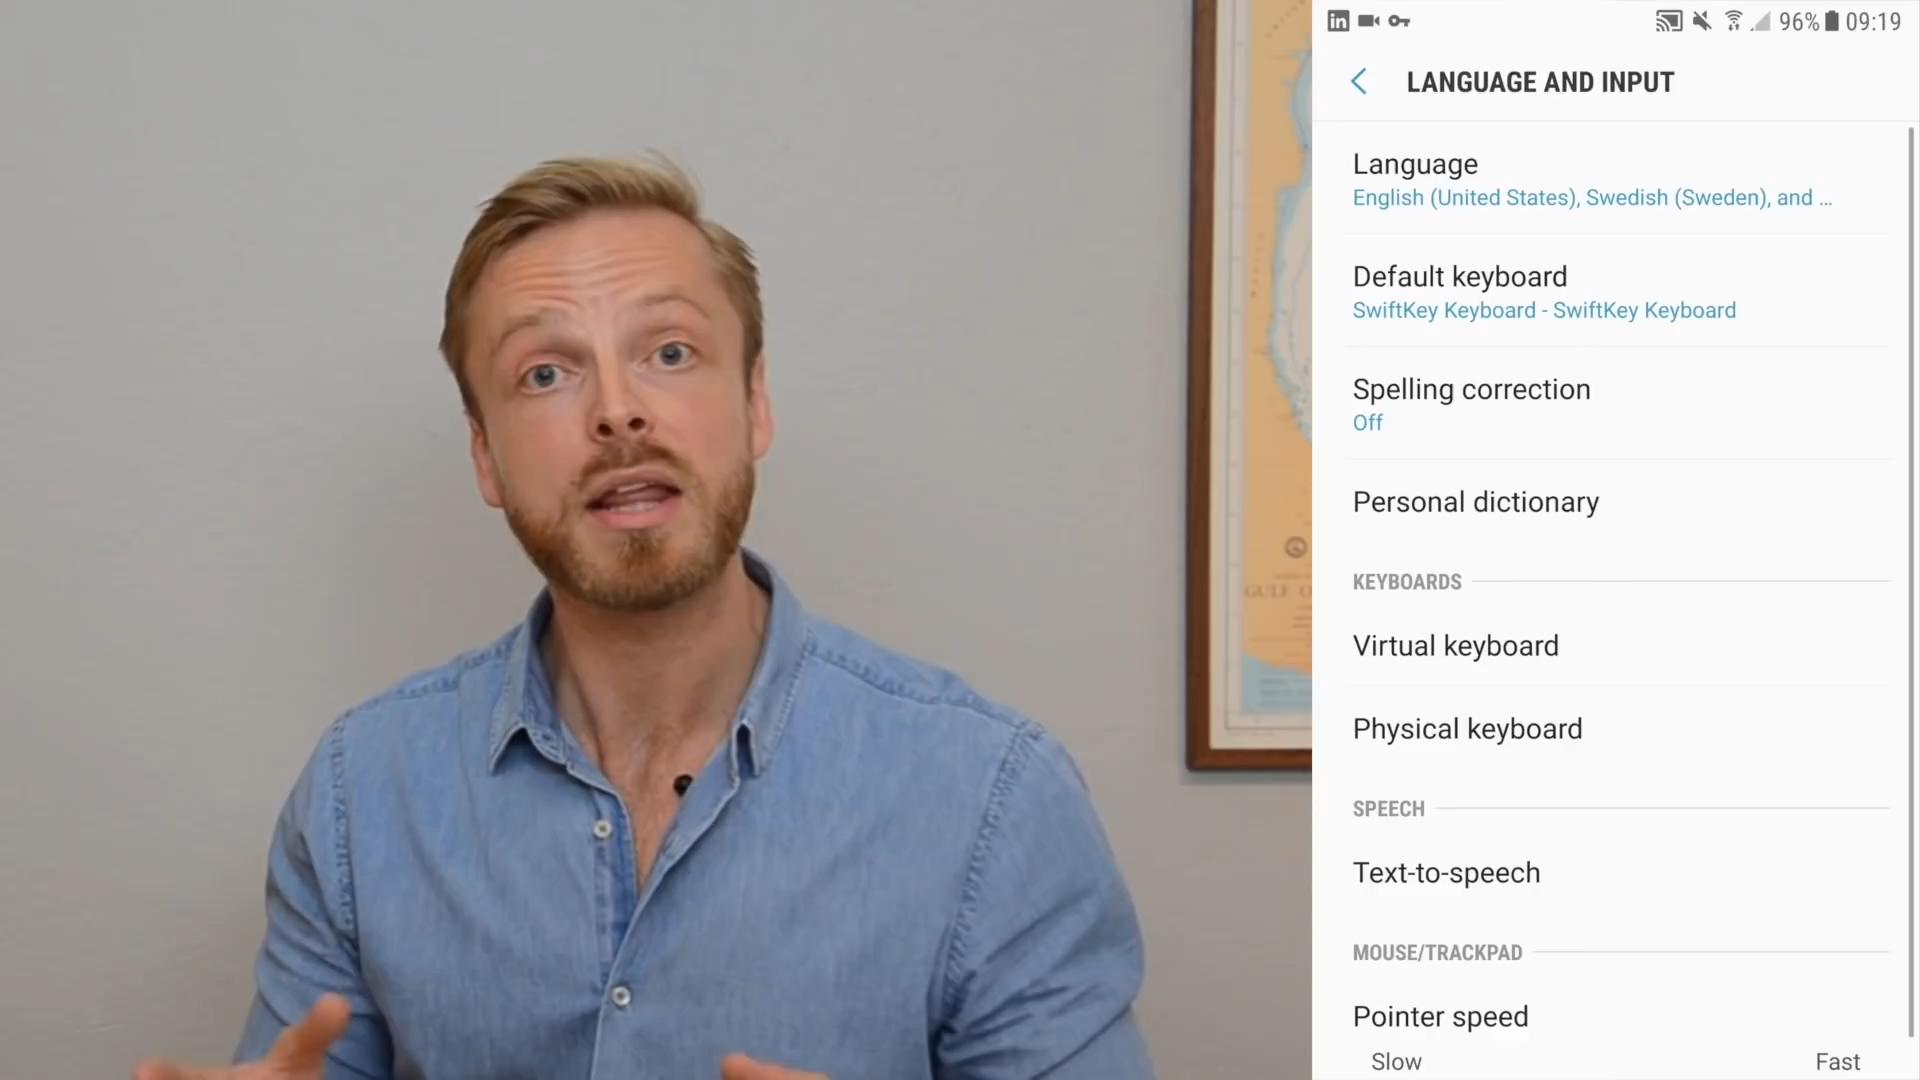 in
96% 09:19
LANGUAGE AND INPUT
Language
English (United States), Swedish (Sweden), and ...
Default keyboard
SwiftKey Keyboard - SwiftKey Keyboard
Spelling correction
Off
Personal dictionary
KEYBOARDS
Virtual keyboard
Physical keyboard
SPEECH
Text-to-speech
MOUSE/TRACKPAD
Pointer speed
Slow Fast
GULF O